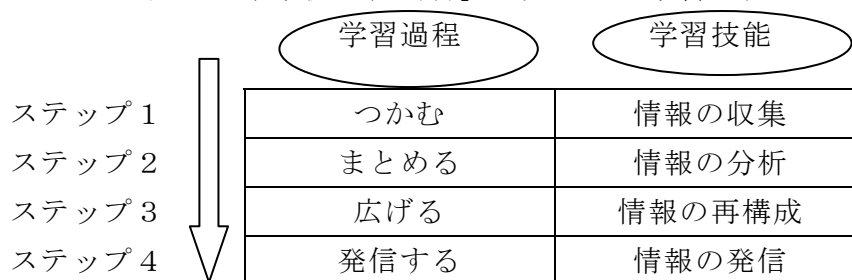 学習過程 学習技能
ステップ1 つかむ 情報の収集
ステップ2 まとめる 情報の分析
ステップ3 広げる 情報の再構成
ステップ4 発信する 情報の発信